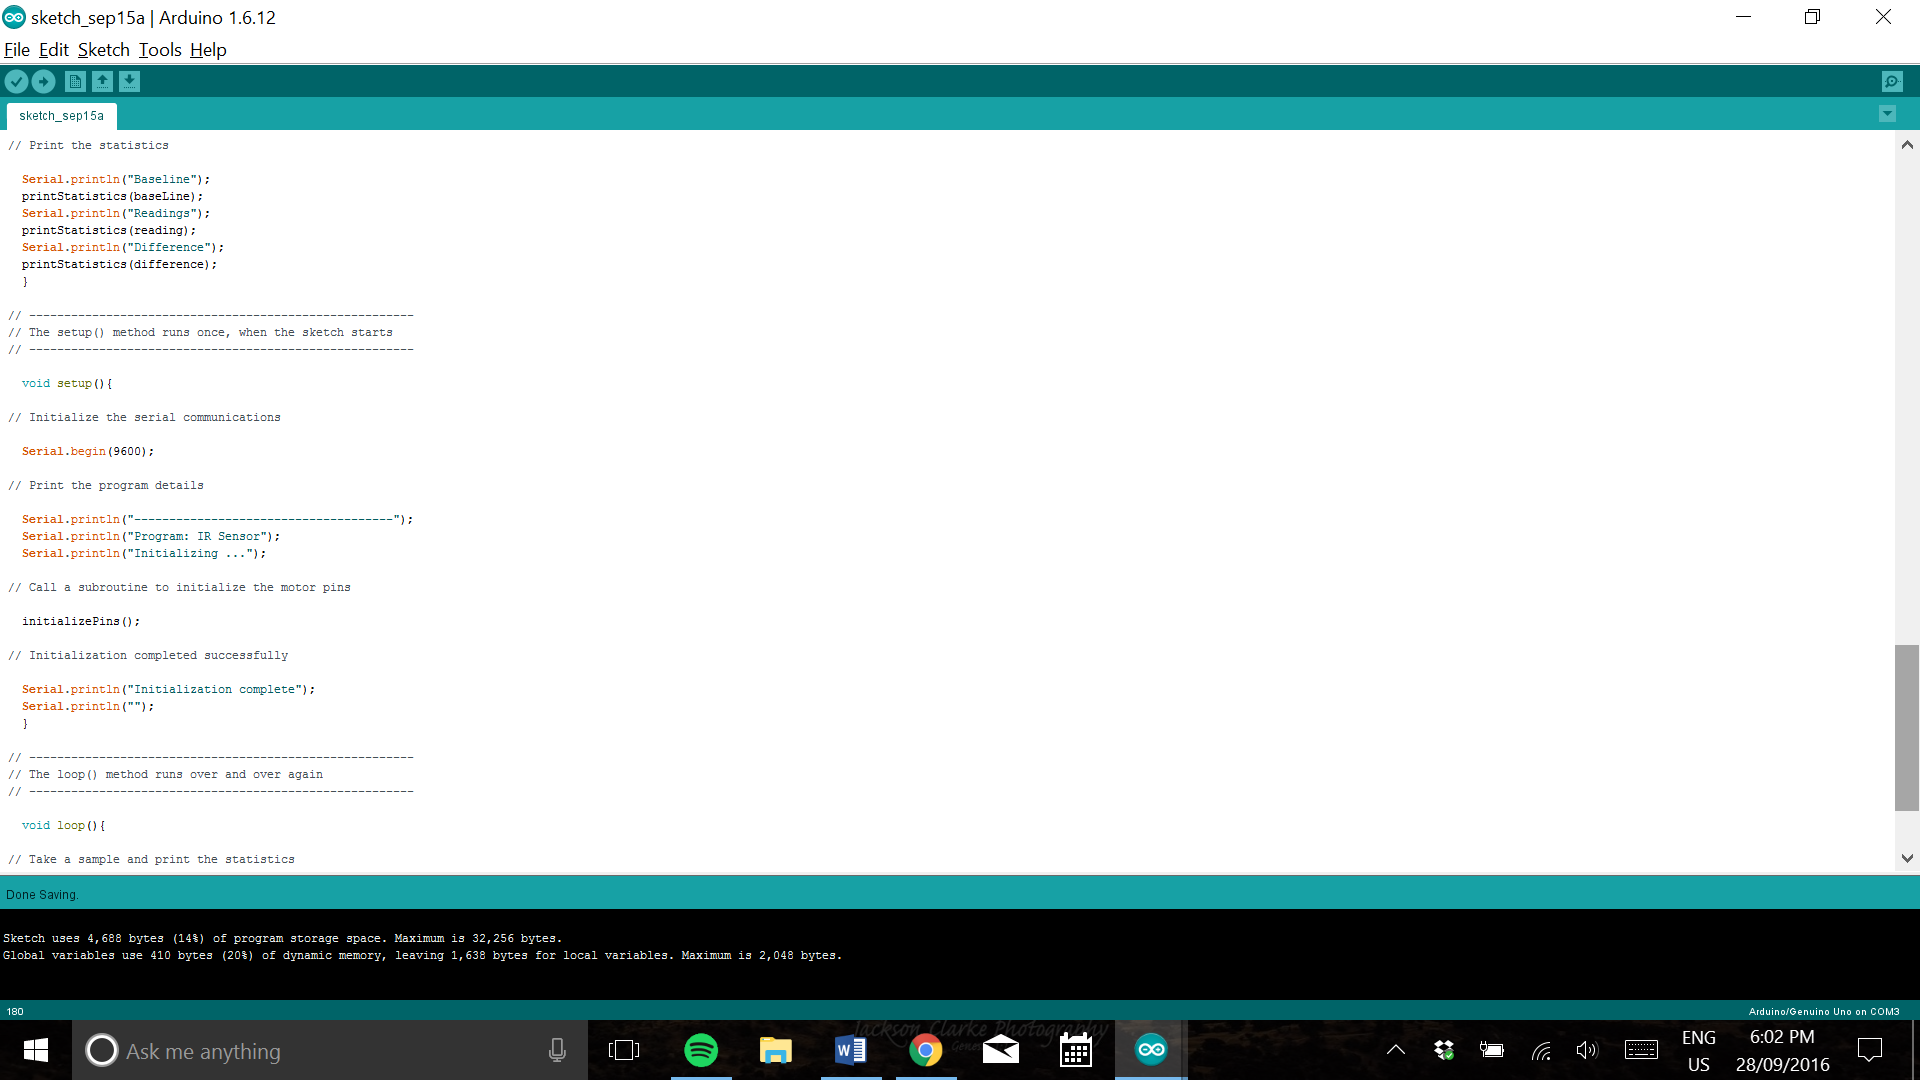 sketch_sep15a | Arduino 1.6.12
File Edit Sketch Tools Help
sketch_sep15a
// Print the statistics
Serial.println("Baseline");
printStatistics(baseLine);
Serial.println("Readings");
printStatistics(reading);
Serial.println("Difference");
printStatistics(difference);
}
// -------------------------------------------------------
// The setup() method runs once, when the sketch starts
// -------------------------------------------------------
void setup(){
// Initialize the serial communications
Serial.begin(9600);
// Print the program details
Serial.println("-------------------------------------");
Serial.println("Program: IR Sensor");
Serial.println("Initializing ...");
// Call a subroutine to initialize the motor pins
initializePins();
// Initialization completed successfully
Serial.println("Initialization complete");
Serial.println("");
}
// -------------------------------------------------------
// The loop() method runs over and over again
// -------------------------------------------------------
void loop(){
// Take a sample and print the statistics
Done Saving.
Sketch uses 4,688 bytes (14%) of program storage space. Maximum is 32,256 bytes.
Global variables use 410 bytes (20%) of dynamic memory, leaving 1,638 bytes for local variables. Maximum is 2,048 bytes.
180
Arduino/Genuino Uno on COM3
Jackson Clarke Photography
Ask me anything
ENG
US
6:02 PM
28/09/2016